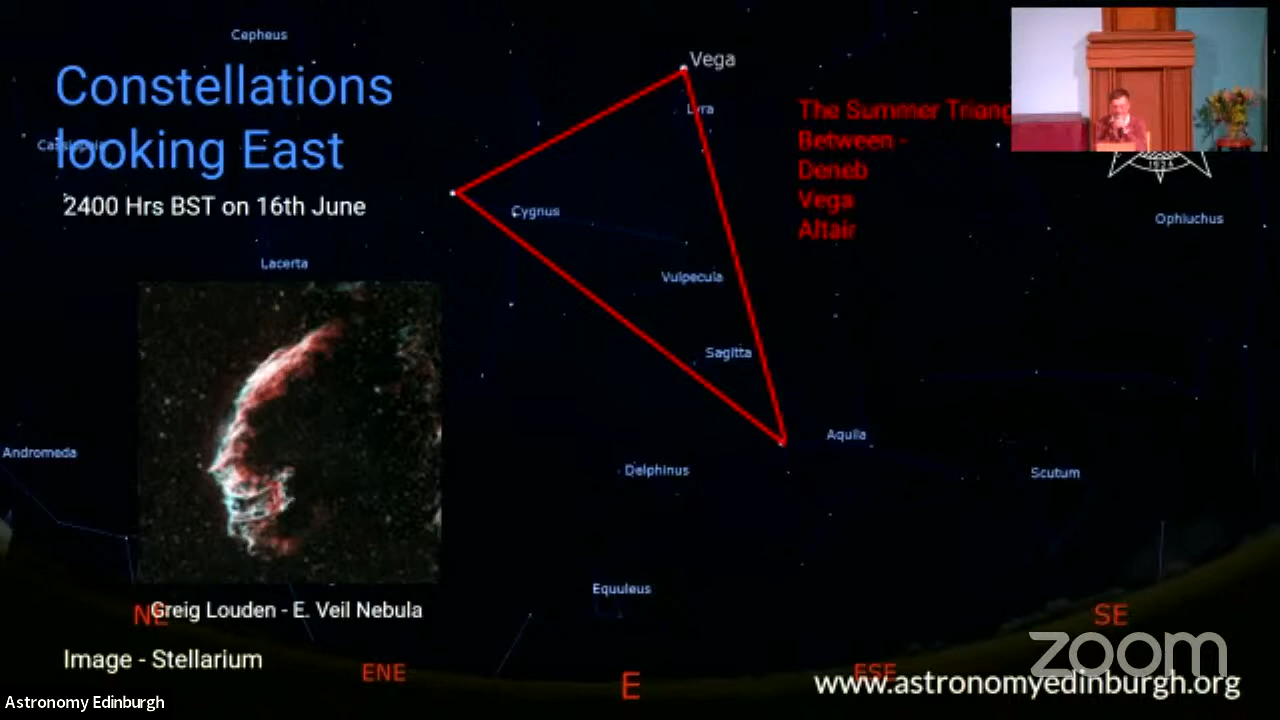 Cepheus
Vega
Constellations
looking East
Lyra
The Summer Triang
Between -
Deneb
Vega
Altair
Cassiopeia
1924
2400 Hrs BST on 16th June
Cygnus
Ophiuchus
Lacerta
Vulpecula
Sagitta
Aquila
Andromeda
Delphinus
Scutum
Equuleus
NE
Greig Louden - E. Veil Nebula
SE
Image - Stellarium
ENE
E
ESE
zoom
www.astronomyedinburgh.org
Astronomy Edinburgh